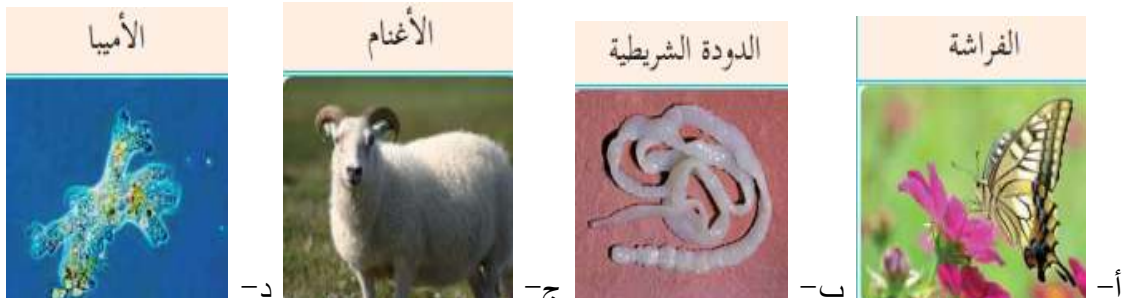 الفراشة الدودة الشريطية الأغنام الأميبا
أ- ب- ج- د-